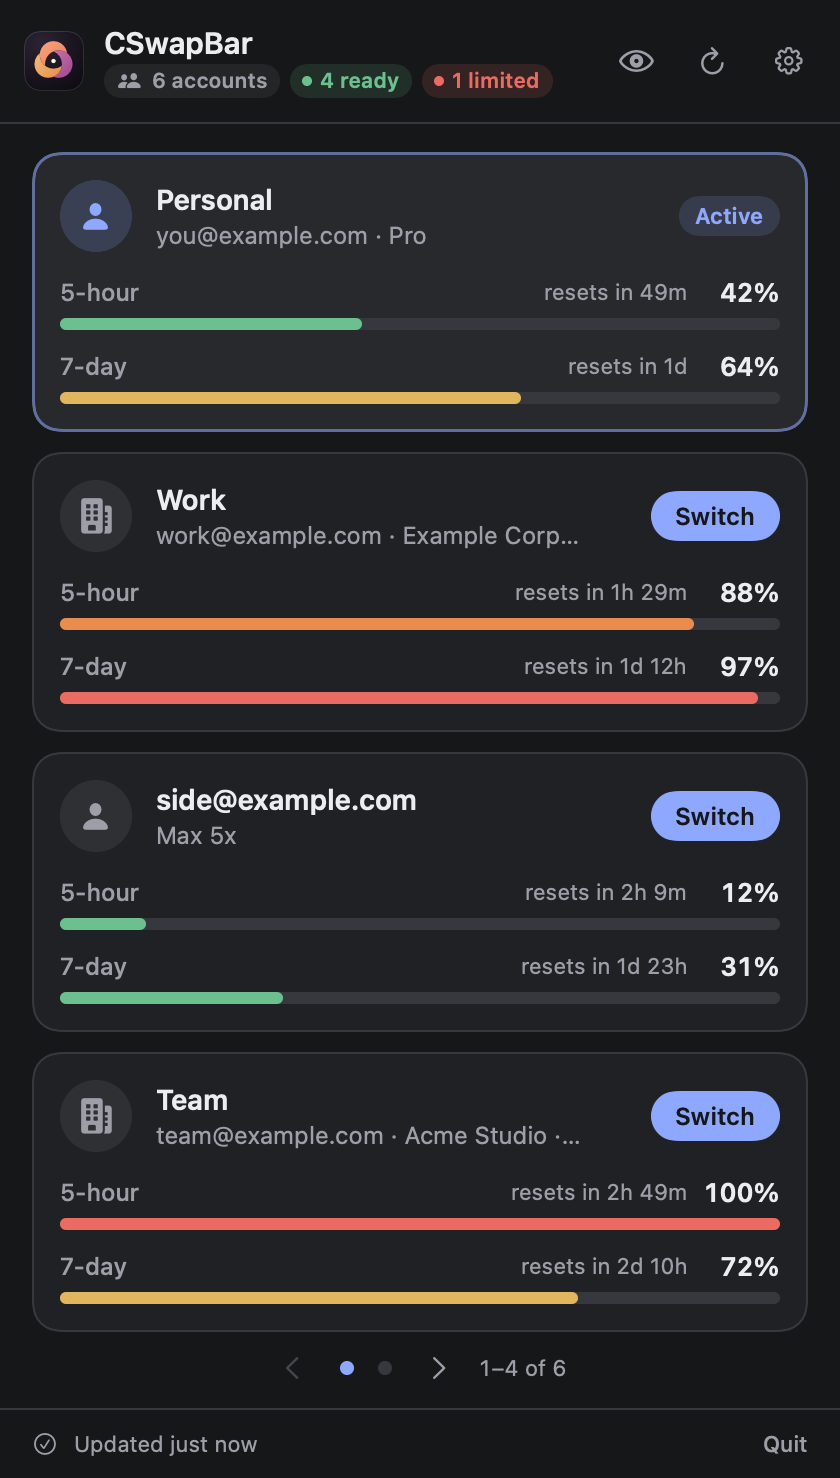 CSwapBar
6 accounts 4 ready 1 limited
Personal
you@example.com · Pro
Active
5-hour resets in 49m 42%
7-day resets in 1d 64%
Work
work@example.com · Example Corp...
Switch
5-hour resets in 1h 29m 88%
7-day resets in 1d 12h 97%
side@example.com
Max 5x
Switch
5-hour resets in 2h 9m 12%
7-day resets in 1d 23h 31%
Team
team@example.com · Acme Studio ·...
Switch
5-hour resets in 2h 49m 100%
7-day resets in 2d 10h 72%
1–4 of 6
Updated just now Quit